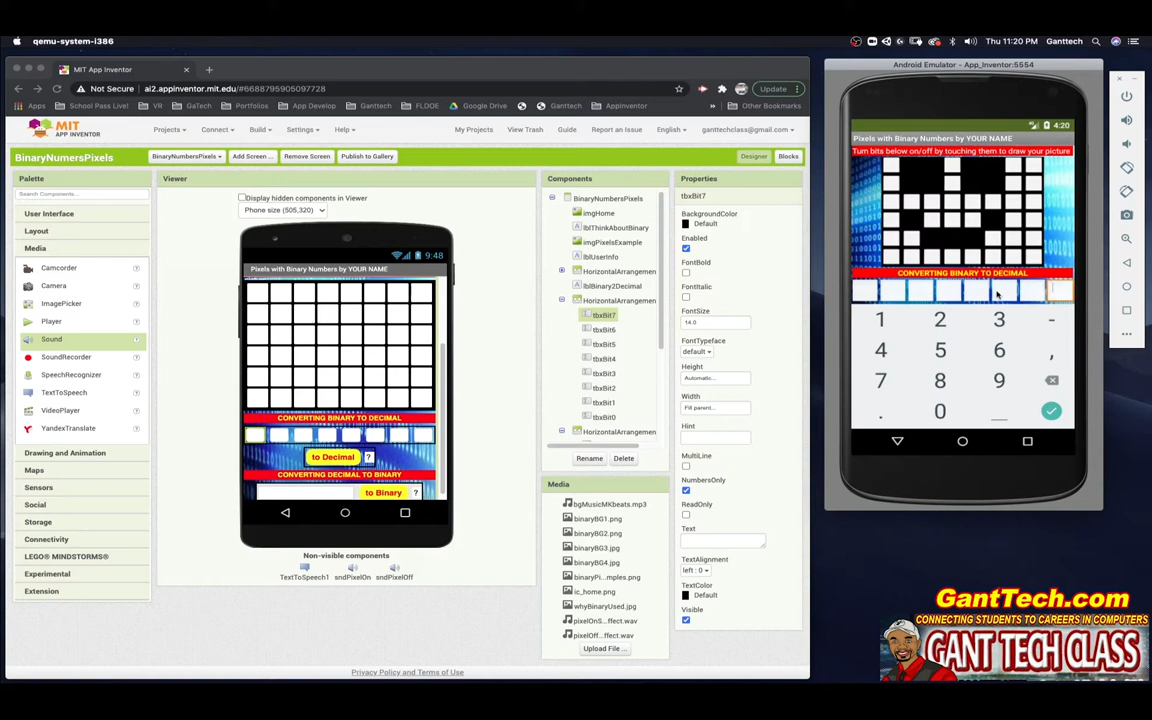 qemu-system-i386
Thu 11:20 PM Ganttech
MIT App Inventor
Not Secure ai2.appinventor.mit.edu/#6688795905097728
Update
Apps
School Pass Live!
VR
GaTech
Portfolios
App Develop
Ganttech
FLDOE
Google Drive
Ganttech
AppInventor
»
Other Bookmarks
MIT
APP INVENTOR
Projects
Connect
Build
Settings
Help
My Projects
View Trash
Guide
Report an Issue
English
ganttechclass@gmail.com
BinaryNumersPixels
BinaryNumersPixels
Add Screen ...
Remove Screen
Publish to Gallery
Designer
Blocks
Palette
Search Components...
User Interface
Layout
Media
Camcorder ?
Camera ?
ImagePicker ?
Player ?
Sound ?
SoundRecorder ?
SpeechRecognizer ?
TextToSpeech ?
VideoPlayer ?
YandexTranslate ?
Drawing and Animation
Maps
Sensors
Social
Storage
Connectivity
LEGO® MINDSTORMS®
Experimental
Extension
Viewer
Display hidden components in Viewer
Phone size (505,320)
9:48
Pixels with Binary Numbers by YOUR NAME
CONVERTING BINARY TO DECIMAL
to Decimal ?
CONVERTING DECIMAL TO BINARY
to Binary ?
Non-visible components
TextToSpeech1 sndPixelOn sndPixelOff
Components
BinaryNumersPixels
imgHome
lblThinkAboutBinary
imgPixelsExample
lblUserInfo
HorizontalArrangemen
lblBinary2Decimal
HorizontalArrangemen
tbxBit7
tbxBit6
tbxBit5
tbxBit4
tbxBit3
tbxBit2
tbxBit1
tbxBit0
HorizontalArrangemen
Rename
Delete
Media
bgMusicMKbeats.mp3
binaryBG1.png
binaryBG2.png
binaryBG3.jpg
binaryBG4.jpg
binaryPi...mples.png
ic_home.png
whyBinaryUsed.jpg
pixelOnS...ffect.wav
pixelOff...ffect.wav
Upload File ...
Properties
tbxBit7
BackgroundColor
Default
Enabled
FontBold
FontItalic
FontSize
14.0
FontTypeface
default
Height
Automatic...
Width
Fill parent...
Hint
MultiLine
NumbersOnly
ReadOnly
Text
TextAlignment
left : 0
TextColor
Default
Visible
Privacy Policy and Terms of Use
Android Emulator - App_Inventor:5554
4:20
Pixels with Binary Numbers by YOUR NAME
Turn bits below on/off by touching them to draw your picture
CONVERTING BINARY TO DECIMAL
1 2 3 -
4 5 6 ,
7 8 9
. 0
GantTech.com
CONNECTING STUDENTS TO CAREERS IN COMPUTERS
GANT TECH CLASS